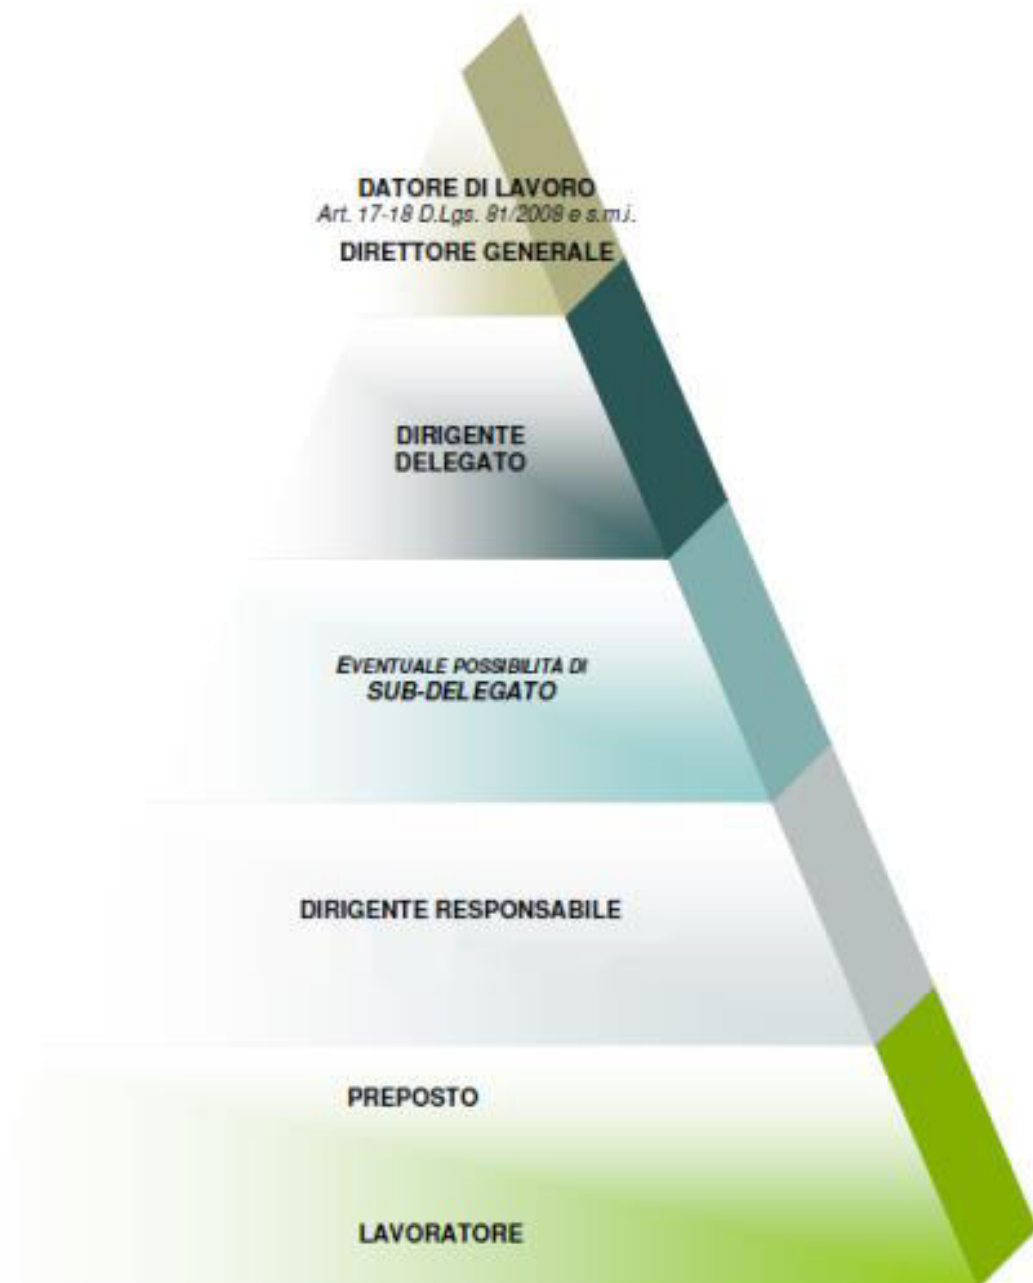 DATORE DI LAVORO
Art. 17-18 D.Lgs. 81/2008 e s.m.i.
DIRETTORE GENERALE
DIRIGENTE
DELEGATO
EVENTUALE POSSIBILITÀ DI
SUB-DELEGATO
DIRIGENTE RESPONSABILE
PREPOSTO
LAVORATORE